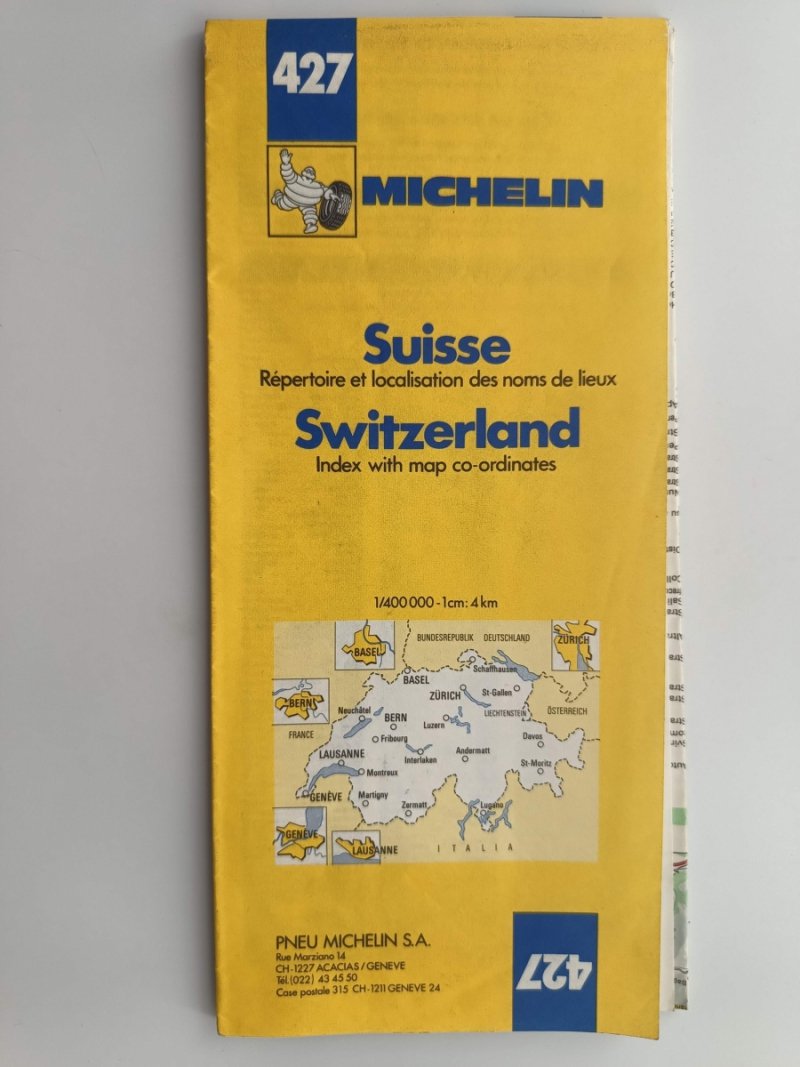 427
MICHELIN
Suisse
Répertoire et localisation des noms de lieux
Switzerland
Index with map co-ordinates
1/400 000 - 1 cm: 4 km
BASEL
BUNDESREPUBLIK DEUTSCHLAND
ZÜRICH
Schaffhausen
BASEL
ZÜRICH
St-Gallen
BERN
Neuchâtel
BERN
Luzern
LIECHTENSTEIN
ÖSTERREICH
FRANCE
Fribourg
Davos
LAUSANNE
Interlaken
Andermatt
Montreux
St-Moritz
GENÈVE
Martigny
Zermatt
Lugano
GENÈVE
LAUSANNE
ITALIA
PNEU MICHELIN S.A.
Rue Marziano 14
CH-1227 ACACIAS / GENEVE
Tél. (022) 43 45 50
Case postale 315 CH-1211 GENEVE 24
427